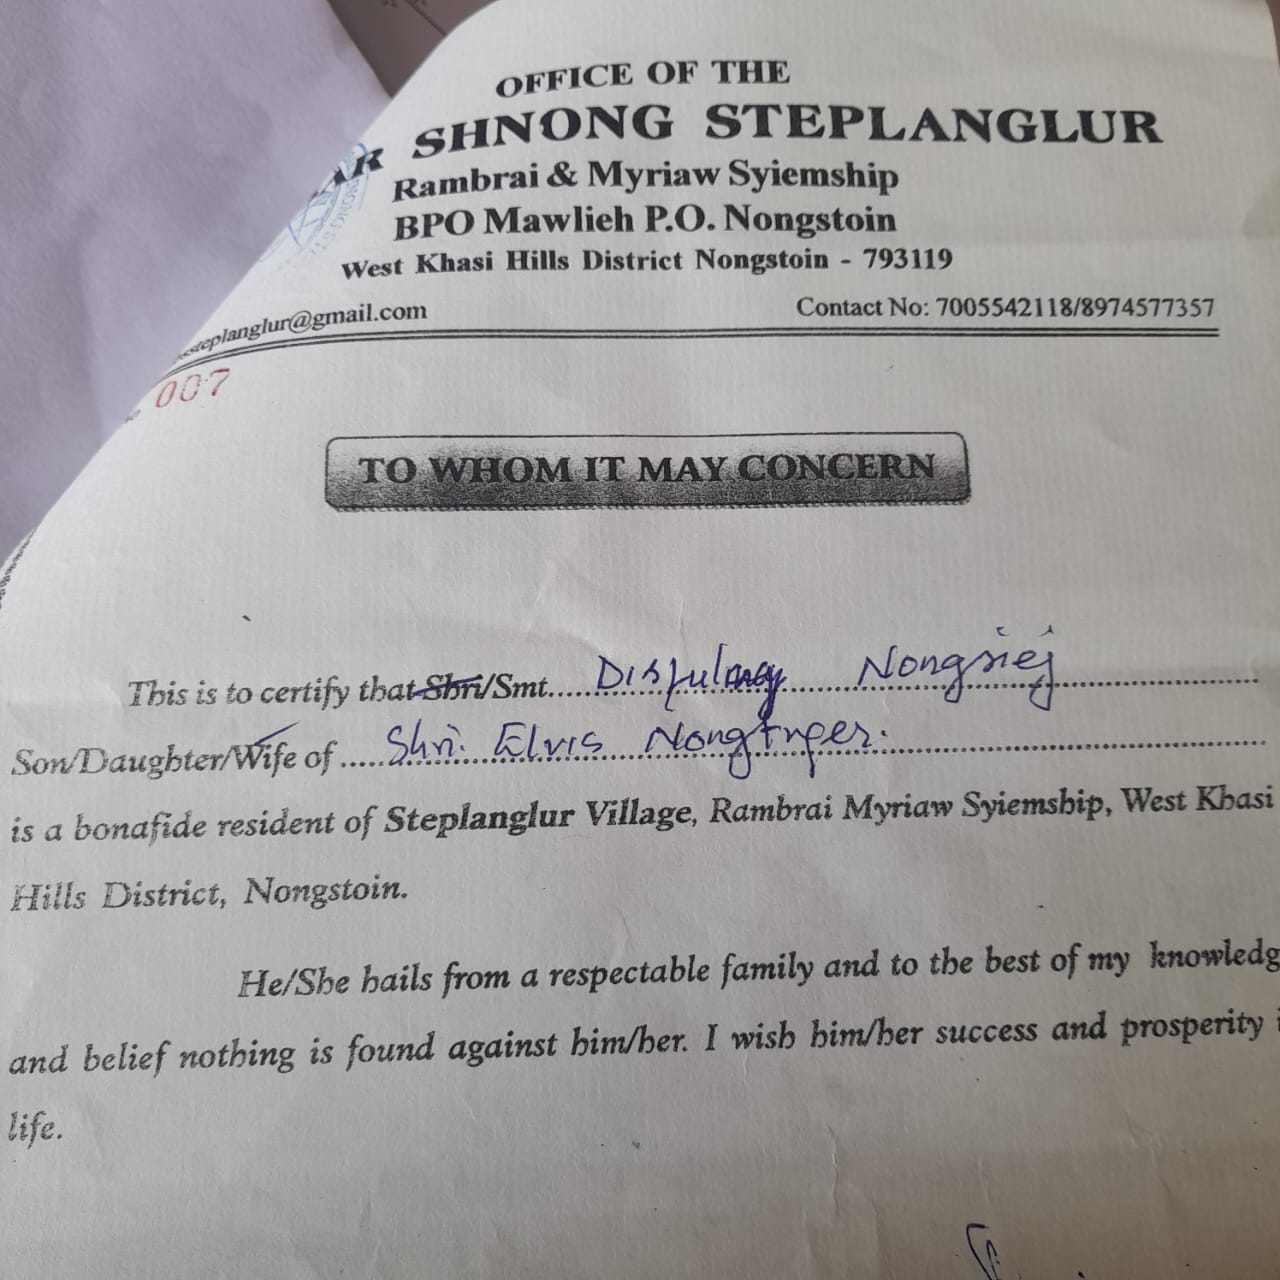 OFFICE OF THE
SHNONG STEPLANGLUR
Rambrai & Myriaw Syiemship
BPO Mawlieh P.O. Nongstoin
West Khasi Hills District Nongstoin - 793119
steplanglur@gmail.com
Contact No: 7005542118/8974577357
007
TO WHOM IT MAY CONCERN
This is to certify that Shri/Smt. Nongsiej
Son/Daughter/Wife of Shri. Elvis
is a bonafide resident of Steplanglur Village, Rambrai Myriaw Syiemship, West Khasi
Hills District, Nongstoin.
He/She hails from a respectable family and to the best of my knowledg
and belief nothing is found against him/her. I wish him/her success and prosperity i
life.